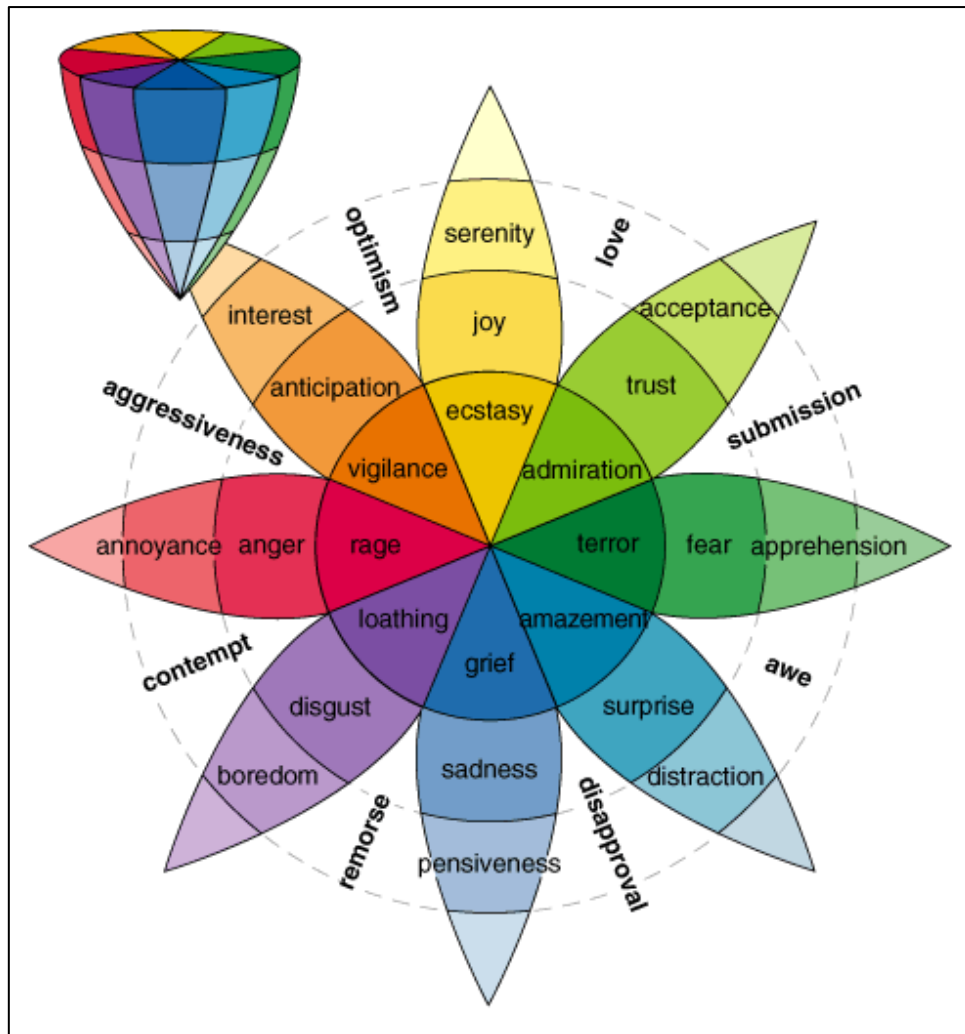 optimism
love
serenity
interest
joy
acceptance
anticipation
trust
aggressiveness
ecstasy
submission
vigilance
admiration
annoyance
anger
rage
terror
fear
apprehension
loathing
amazement
contempt
grief
awe
disgust
surprise
boredom
sadness
distraction
remorse
disapproval
pensiveness